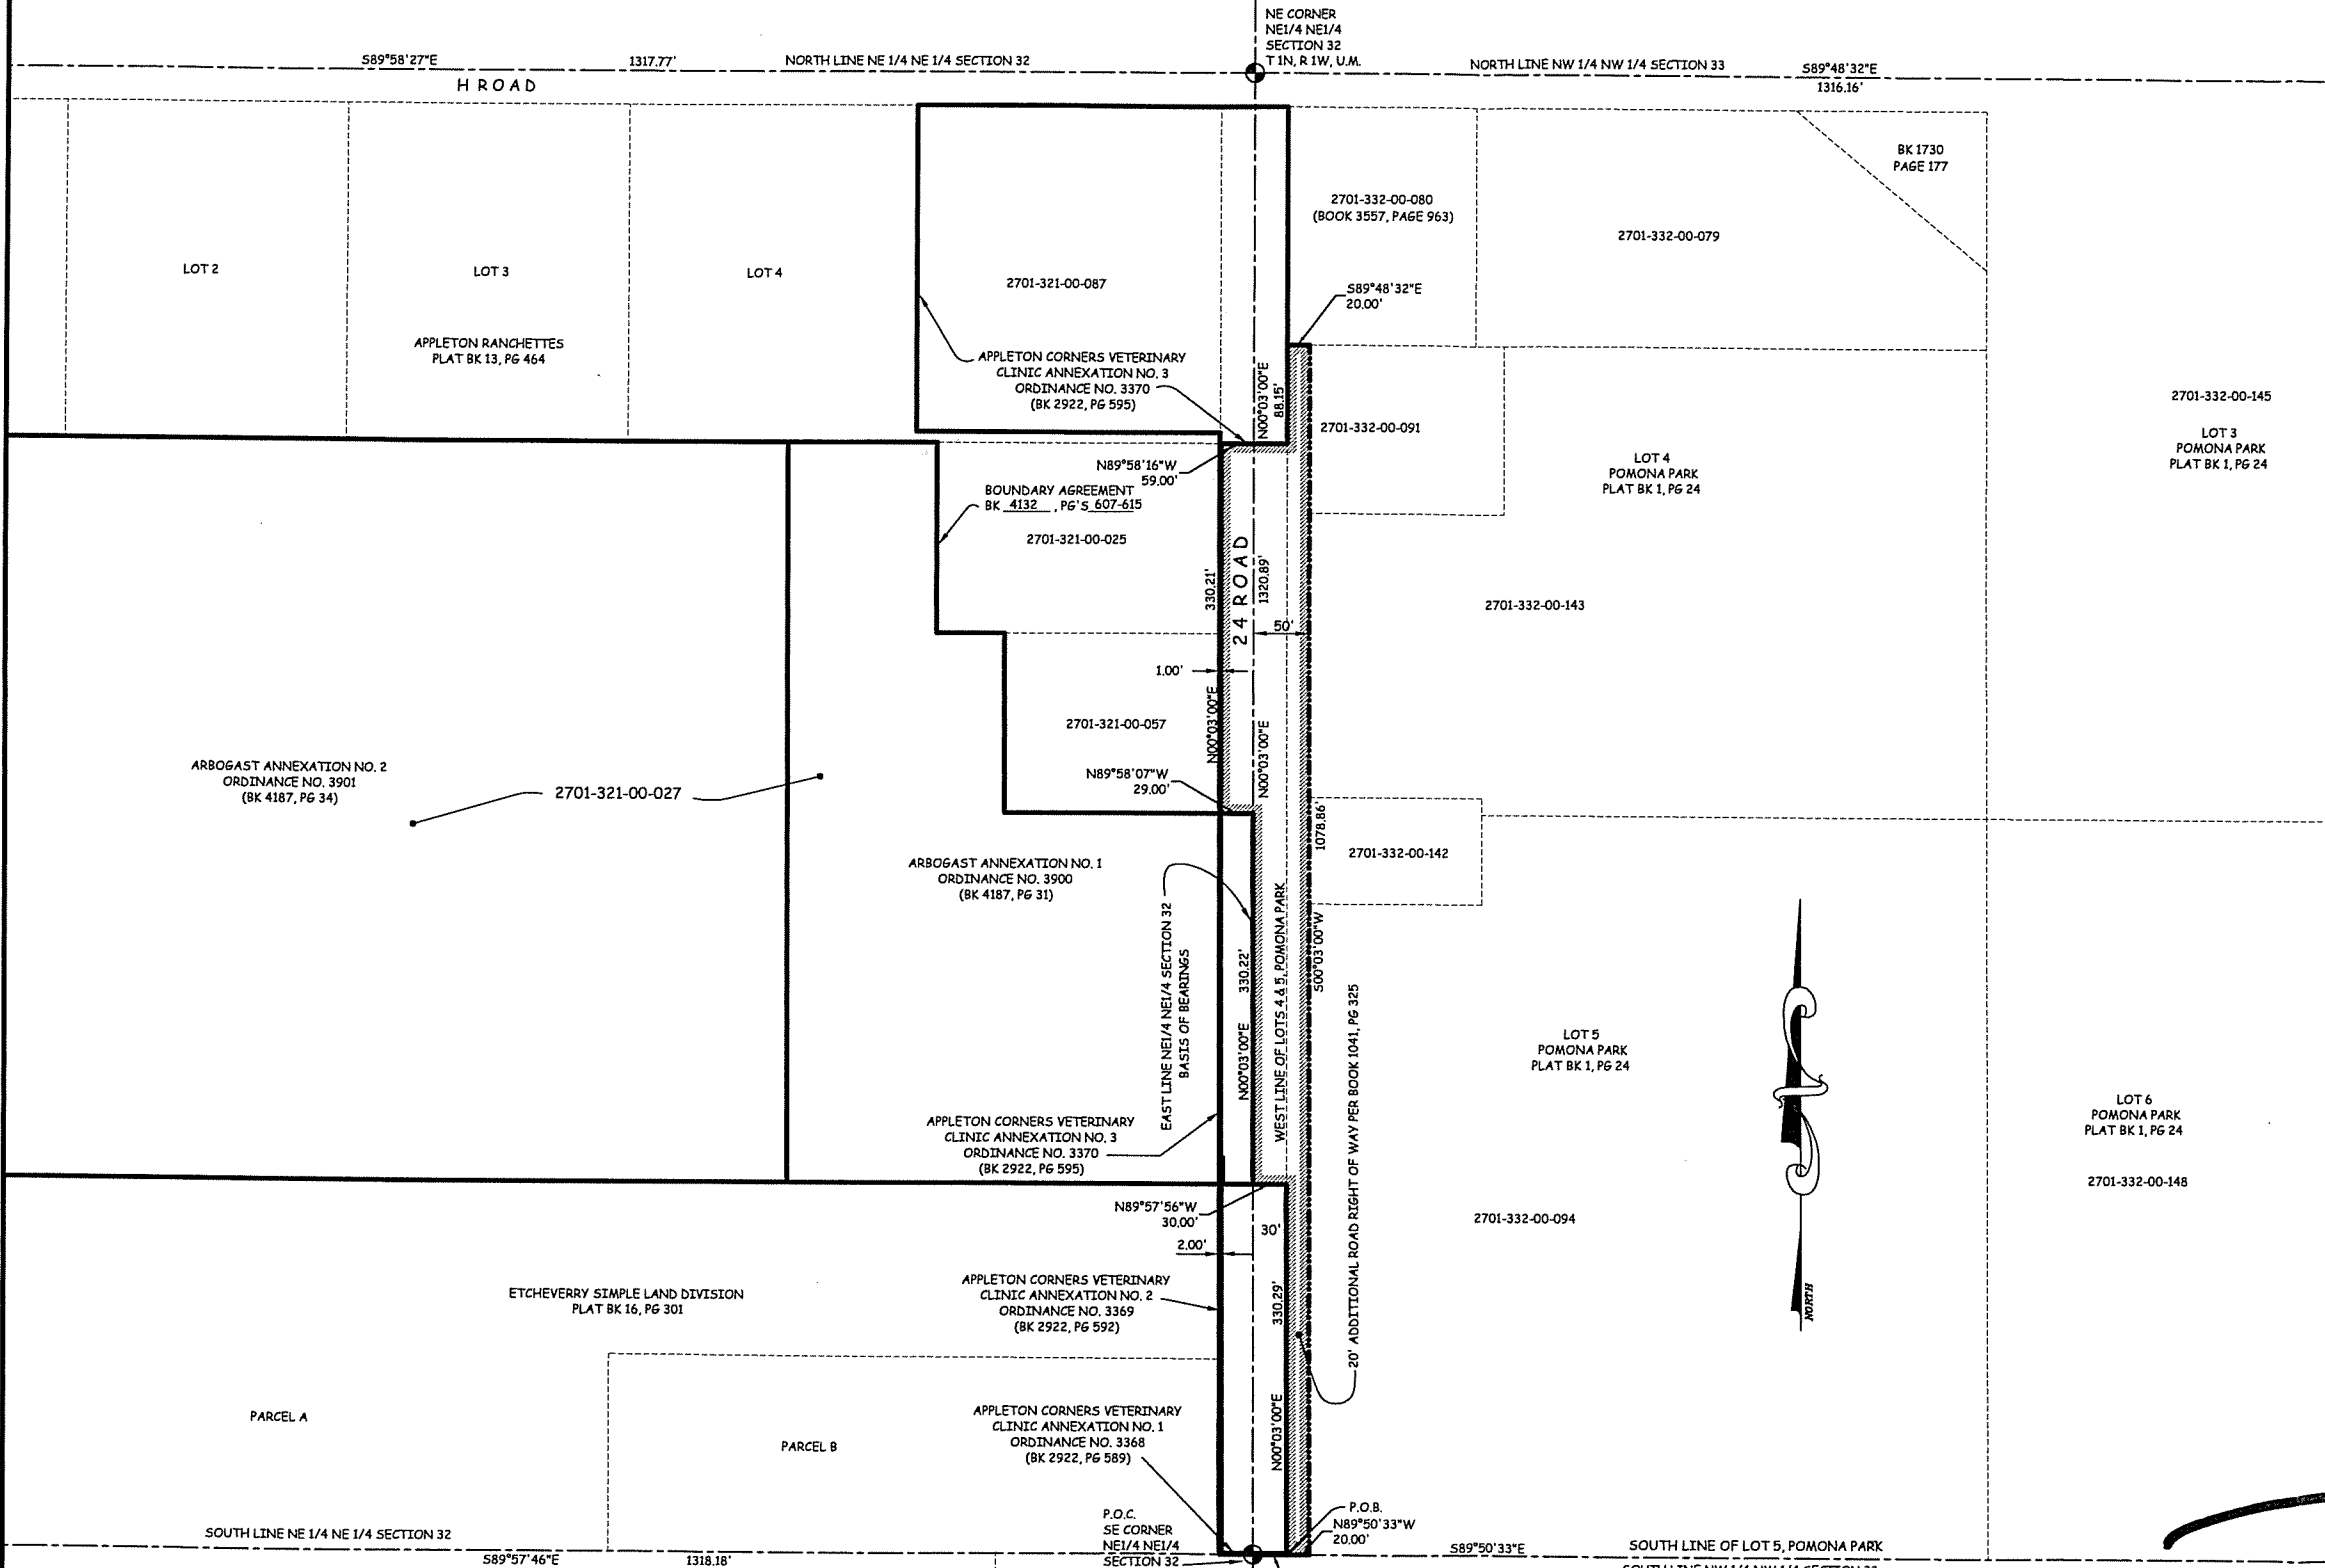 NE CORNER
NE1/4 NE1/4
SECTION 32
T 1N, R 1W, U.M.
S89°58'27"E
1317.77'
NORTH LINE NE 1/4 NE 1/4 SECTION 32
NORTH LINE NW 1/4 NW 1/4 SECTION 33
S89°48'32"E
1316.16'
H ROAD
BK 1730
PAGE 177
2701-332-00-080
(BOOK 3557, PAGE 963)
2701-332-00-079
LOT 2
LOT 3
LOT 4
2701-321-00-087
S89°48'32"E
20.00'
APPLETON RANCHETTES
PLAT BK 13, PG 464
APPLETON CORNERS VETERINARY
CLINIC ANNEXATION NO. 3
ORDINANCE NO. 3370
(BK 2922, PG 595)
N00°03'00"E
88.15'
2701-332-00-091
2701-332-00-145
LOT 3
POMONA PARK
PLAT BK 1, PG 24
LOT 4
POMONA PARK
PLAT BK 1, PG 24
N89°58'16"W
59.00'
BOUNDARY AGREEMENT
BK 4132 , PG'S 607-615
2701-321-00-025
330.21'
24 ROAD
1320.89'
50'
2701-332-00-143
1.00'
N00°03'00"E
N00°03'00"E
2701-321-00-057
N89°58'07"W
29.00'
ARBOGAST ANNEXATION NO. 2
ORDINANCE NO. 3901
(BK 4187, PG 34)
2701-321-00-027
1078.86'
2701-332-00-142
ARBOGAST ANNEXATION NO. 1
ORDINANCE NO. 3900
(BK 4187, PG 31)
EAST LINE NE1/4 NE1/4 SECTION 32
BASIS OF BEARINGS
330.22'
N00°03'00"E
WEST LINE OF LOTS 4 & 5, POMONA PARK
S00°03'00"W
20' ADDITIONAL ROAD RIGHT OF WAY PER BOOK 1041, PG 325
LOT 5
POMONA PARK
PLAT BK 1, PG 24
LOT 6
POMONA PARK
PLAT BK 1, PG 24
2701-332-00-148
APPLETON CORNERS VETERINARY
CLINIC ANNEXATION NO. 3
ORDINANCE NO. 3370
(BK 2922, PG 595)
N89°57'56"W
30.00'
30'
2.00'
2701-332-00-094
NORTH
ETCHEVERRY SIMPLE LAND DIVISION
PLAT BK 16, PG 301
APPLETON CORNERS VETERINARY
CLINIC ANNEXATION NO. 2
ORDINANCE NO. 3369
(BK 2922, PG 592)
330.29'
N00°03'00"E
PARCEL A
PARCEL B
APPLETON CORNERS VETERINARY
CLINIC ANNEXATION NO. 1
ORDINANCE NO. 3368
(BK 2922, PG 589)
P.O.C.
SE CORNER
NE1/4 NE1/4
SECTION 32
P.O.B.
N89°50'33"W
20.00'
SOUTH LINE NE 1/4 NE 1/4 SECTION 32
S89°57'46"E
1318.18'
S89°50'33"E
SOUTH LINE OF LOT 5, POMONA PARK